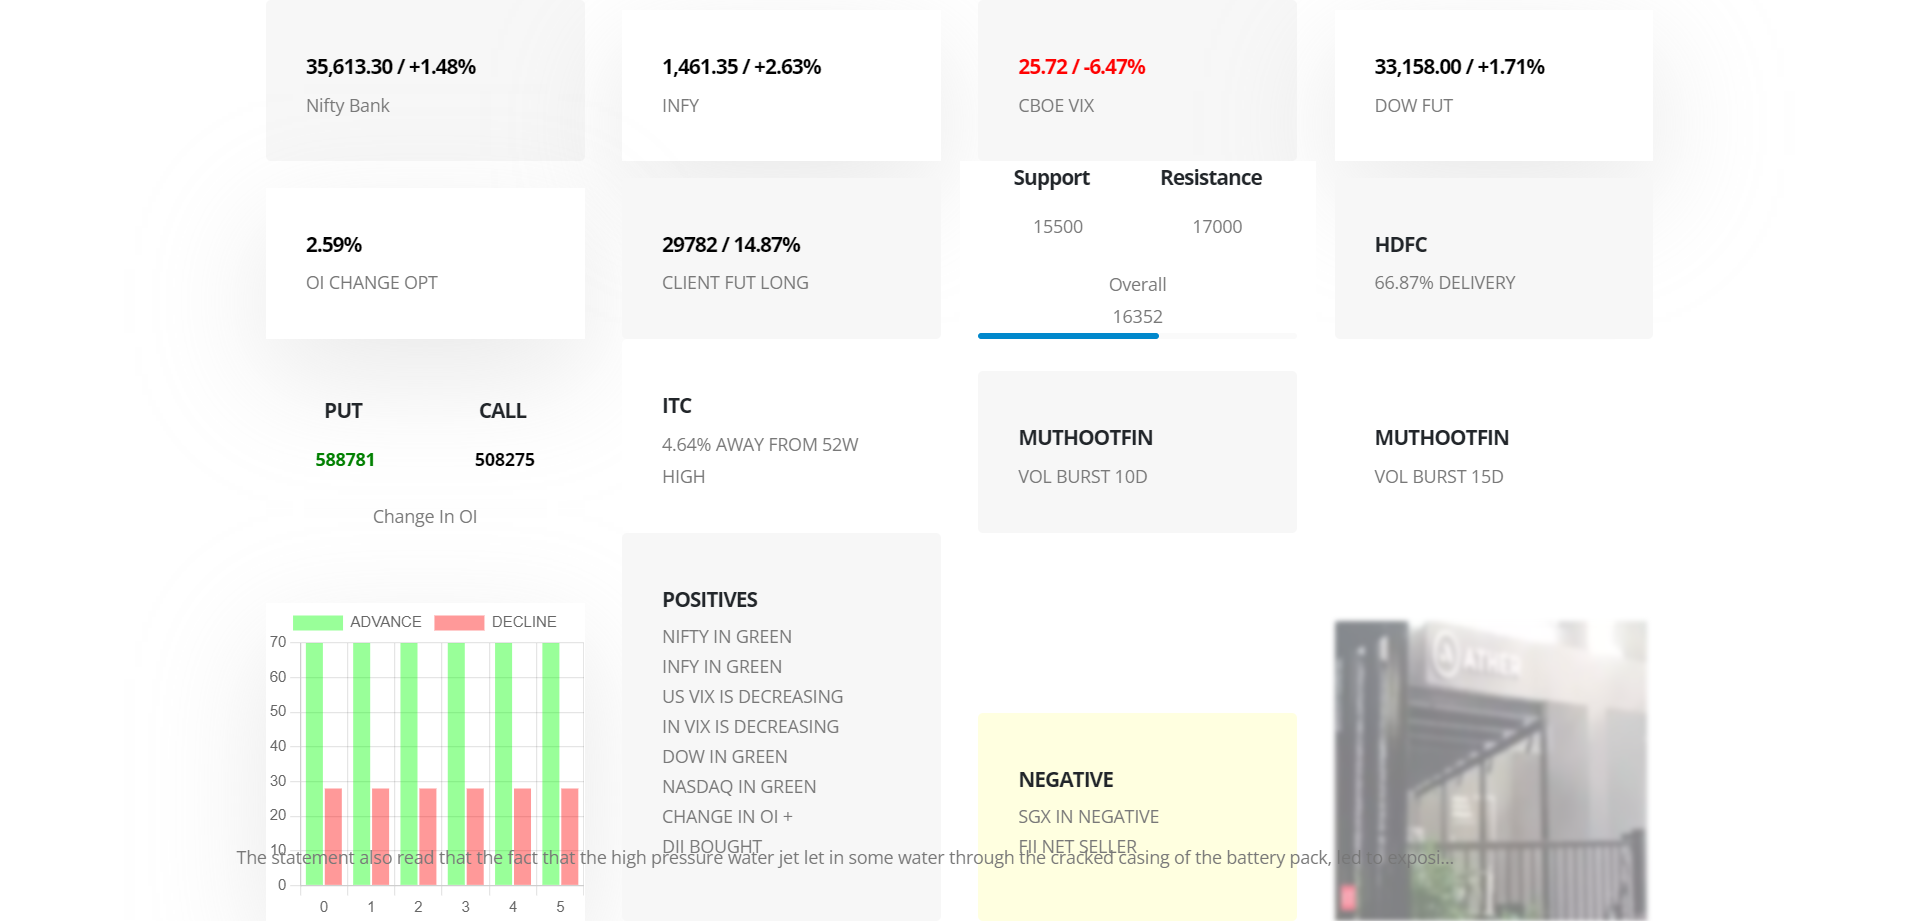 35,613.30 / +1.48%
Nifty Bank
1,461.35 / +2.63%
INFY
25.72 / -6.47%
CBOE VIX
33,158.00 / +1.71%
DOW FUT
2.59%
OI CHANGE OPT
29782 / 14.87%
CLIENT FUT LONG
Support Resistance
15500 17000
Overall
16352
HDFC
66.87% DELIVERY
PUT CALL
588781 508275
Change In OI
ITC
4.64% AWAY FROM 52W
HIGH
MUTHOOTFIN
VOL BURST 10D
MUTHOOTFIN
VOL BURST 15D
ADVANCE DECLINE
70
60
50
40
30
20
10
0
0 1 2 3 4 5
POSITIVES
NIFTY IN GREEN
INFY IN GREEN
US VIX IS DECREASING
IN VIX IS DECREASING
DOW IN GREEN
NASDAQ IN GREEN
CHANGE IN OI +
DII BOUGHT
NEGATIVE
SGX IN NEGATIVE
FII NET SELLER
ATHER
The statement also read that the fact that the high pressure water jet let in some water through the cracked casing of the battery pack, led to exposi...